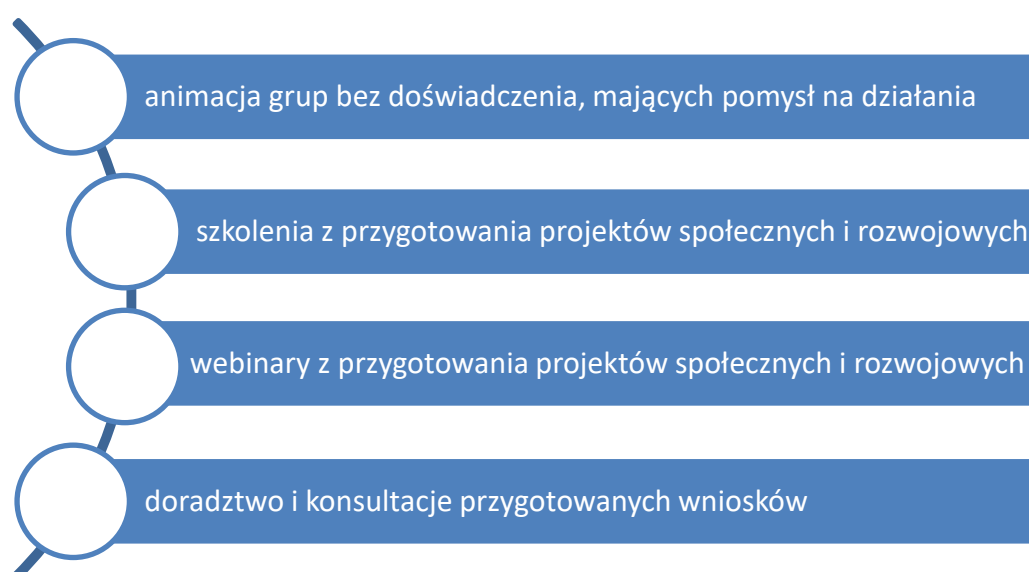 animacja grup bez doświadczenia, mających pomysł na działania
szkolenia z przygotowania projektów społecznych i rozwojowych
webinary z przygotowania projektów społecznych i rozwojowych
doradztwo i konsultacje przygotowanych wniosków